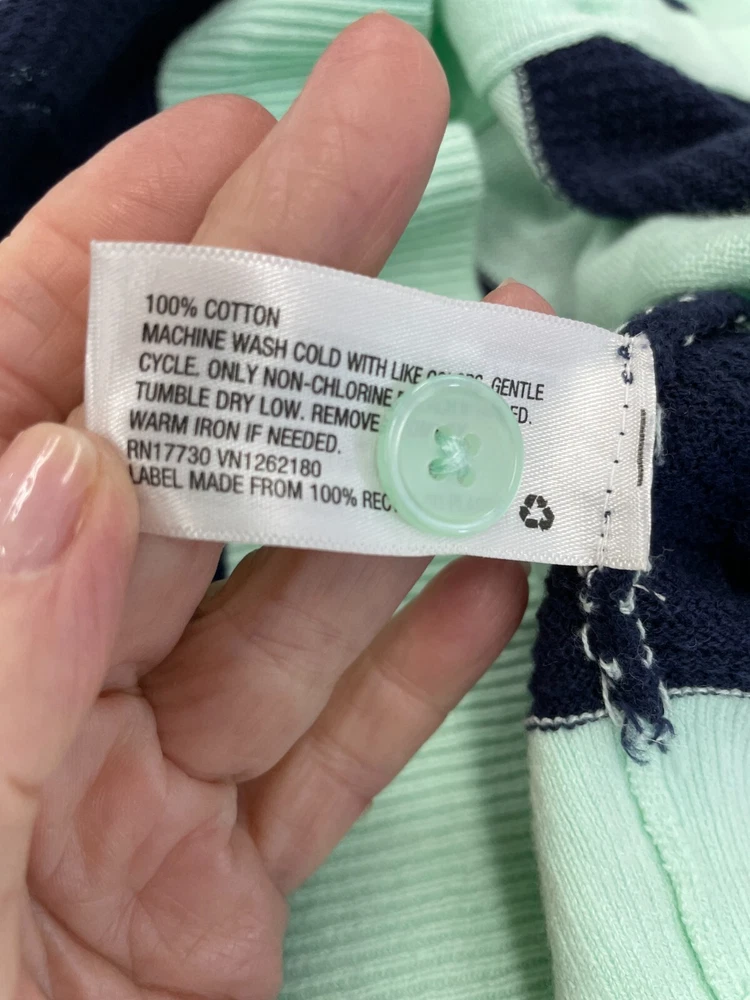 100% COTTON
MACHINE WASH COLD WITH LIKE GENTLE
CYCLE. ONLY NON-CHLORINE
TUMBLE DRY LOW. REMOVE
WARM IRON IF NEEDED.
RN17730 VN1262180
LABEL MADE FROM 100%